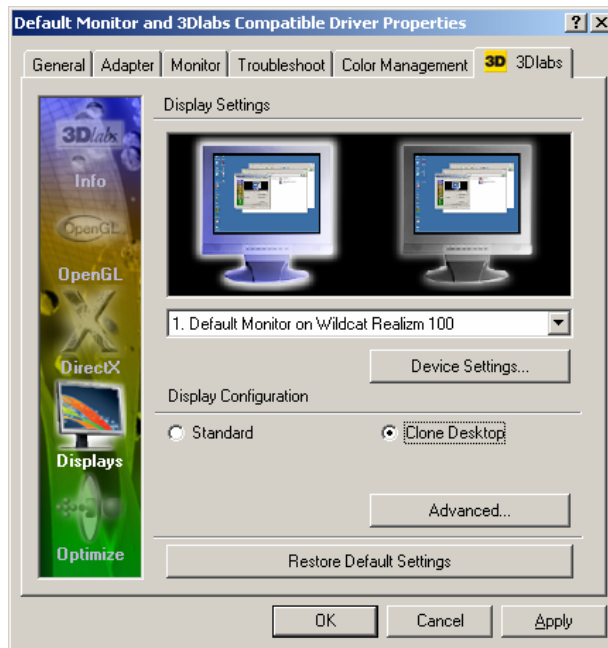 Default Monitor and 3Dlabs Compatible Driver Properties
General Adapter Monitor Troubleshoot Color Management 3D 3Dlabs
Display Settings
3Dlabs
Info
OpenGL
OpenGL
DirectX
Displays
Optimize
1. Default Monitor on Wildcat Realizm 100
Device Settings...
Display Configuration
Standard
Clone Desktop
Advanced...
Restore Default Settings
OK Cancel Apply